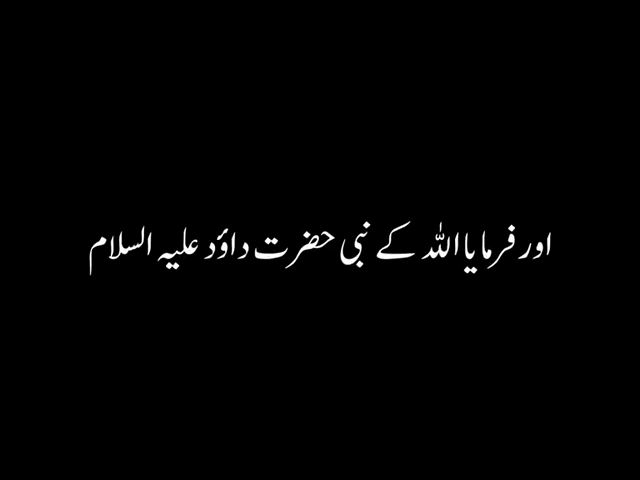 اور فرمایا اللہ کے نبی حضرت داؤد علیہ السلام